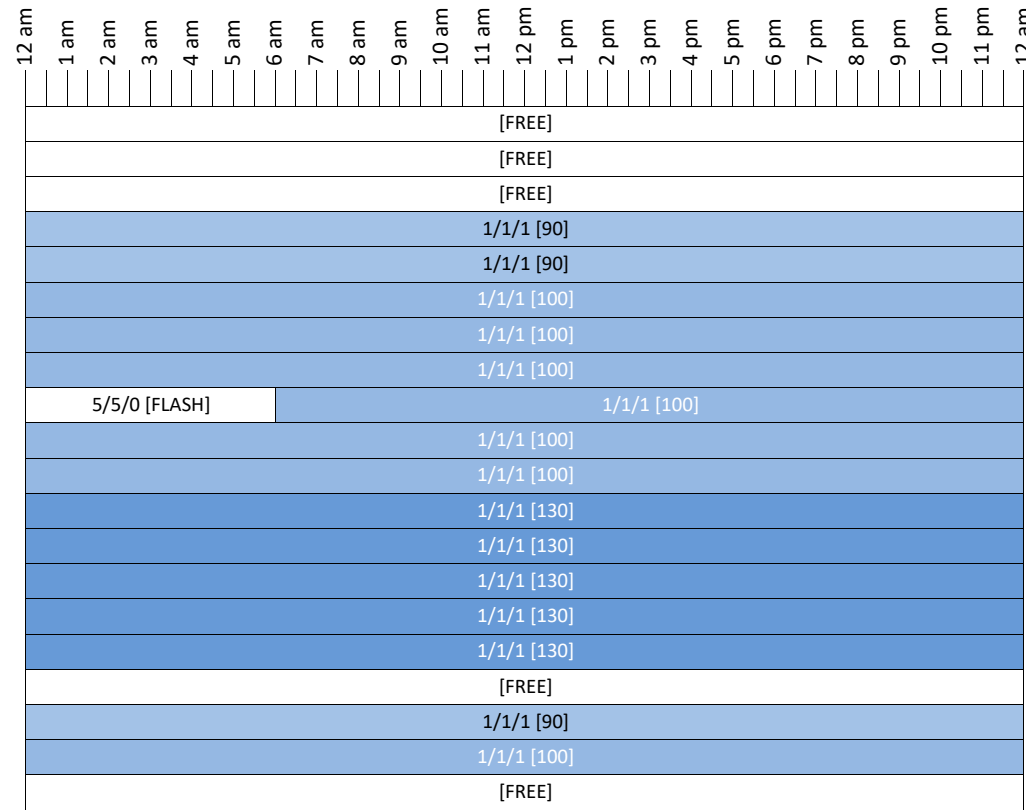 12 am
1 am
2 am
3 am
4 am
5 am
6 am
7 am
8 am
9 am
10 am
11 am
12 pm
1 pm
2 pm
3 pm
4 pm
5 pm
6 pm
7 pm
8 pm
9 pm
10 pm
11 pm
12 am
[FREE]
[FREE]
[FREE]
1/1/1 [90]
1/1/1 [90]
1/1/1 [100]
1/1/1 [100]
1/1/1 [100]
5/5/0 [FLASH] 1/1/1 [100]
1/1/1 [100]
1/1/1 [100]
1/1/1 [130]
1/1/1 [130]
1/1/1 [130]
1/1/1 [130]
1/1/1 [130]
[FREE]
1/1/1 [90]
1/1/1 [100]
[FREE]